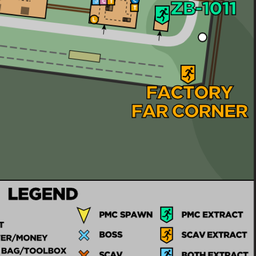 ZB-1011
FACTORY
FAR CORNER
LEGEND
PMC SPAWN
PMC EXTRACT
T
ER/MONEY
BOSS
SCAV EXTRACT
BAG/TOOLBOX
SCAV
BOTH EXTRACT